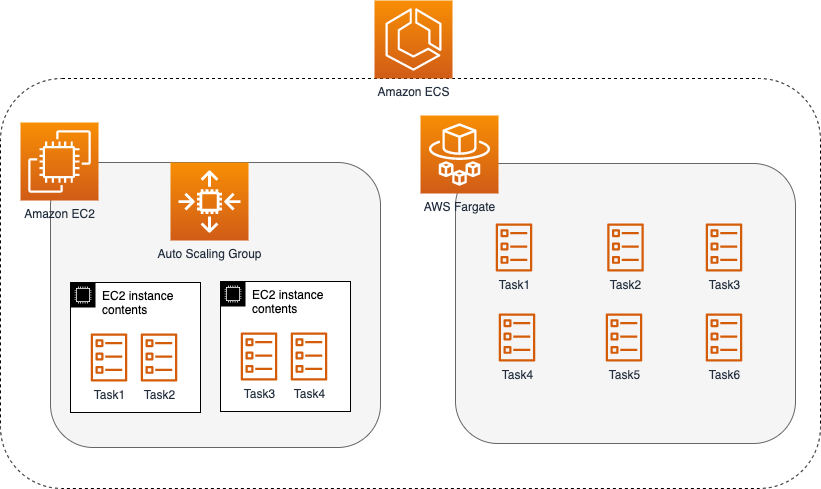 Amazon ECS
Amazon EC2
Auto Scaling Group
EC2 instance
contents
Task1
Task2
EC2 instance
contents
Task3
Task4
AWS Fargate
Task1
Task2
Task3
Task4
Task5
Task6